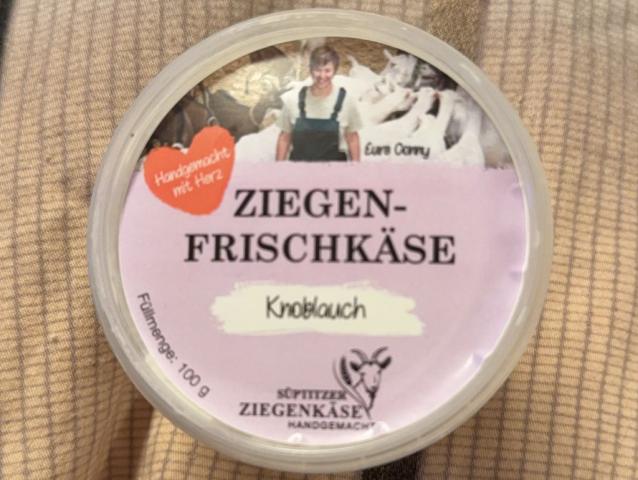 Eure Conny
Handgemacht
mit Herz
ZIEGEN-
FRISCHKÄSE
Knoblauch
Füllmenge: 100 g
SÜPTITZER
ZIEGENKÄSE
HANDGEMACHT